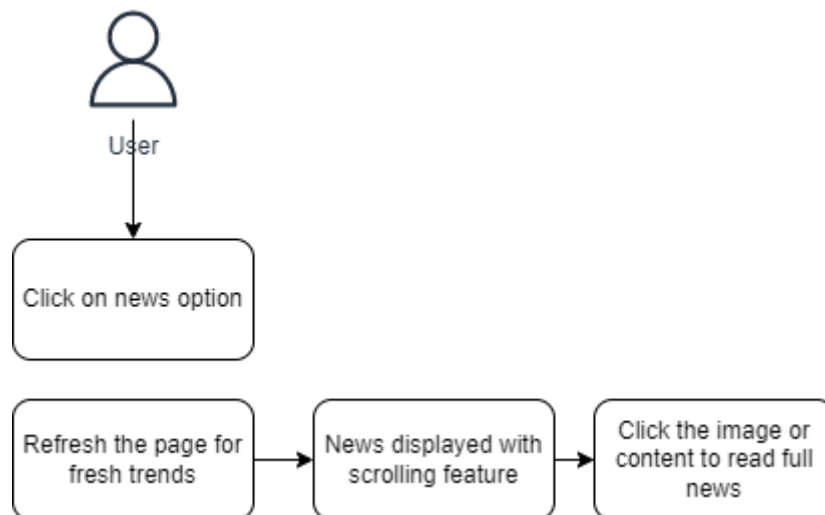 User
Click on news option
Refresh the page for
fresh trends
News displayed with
scrolling feature
Click the image or
content to read full
news